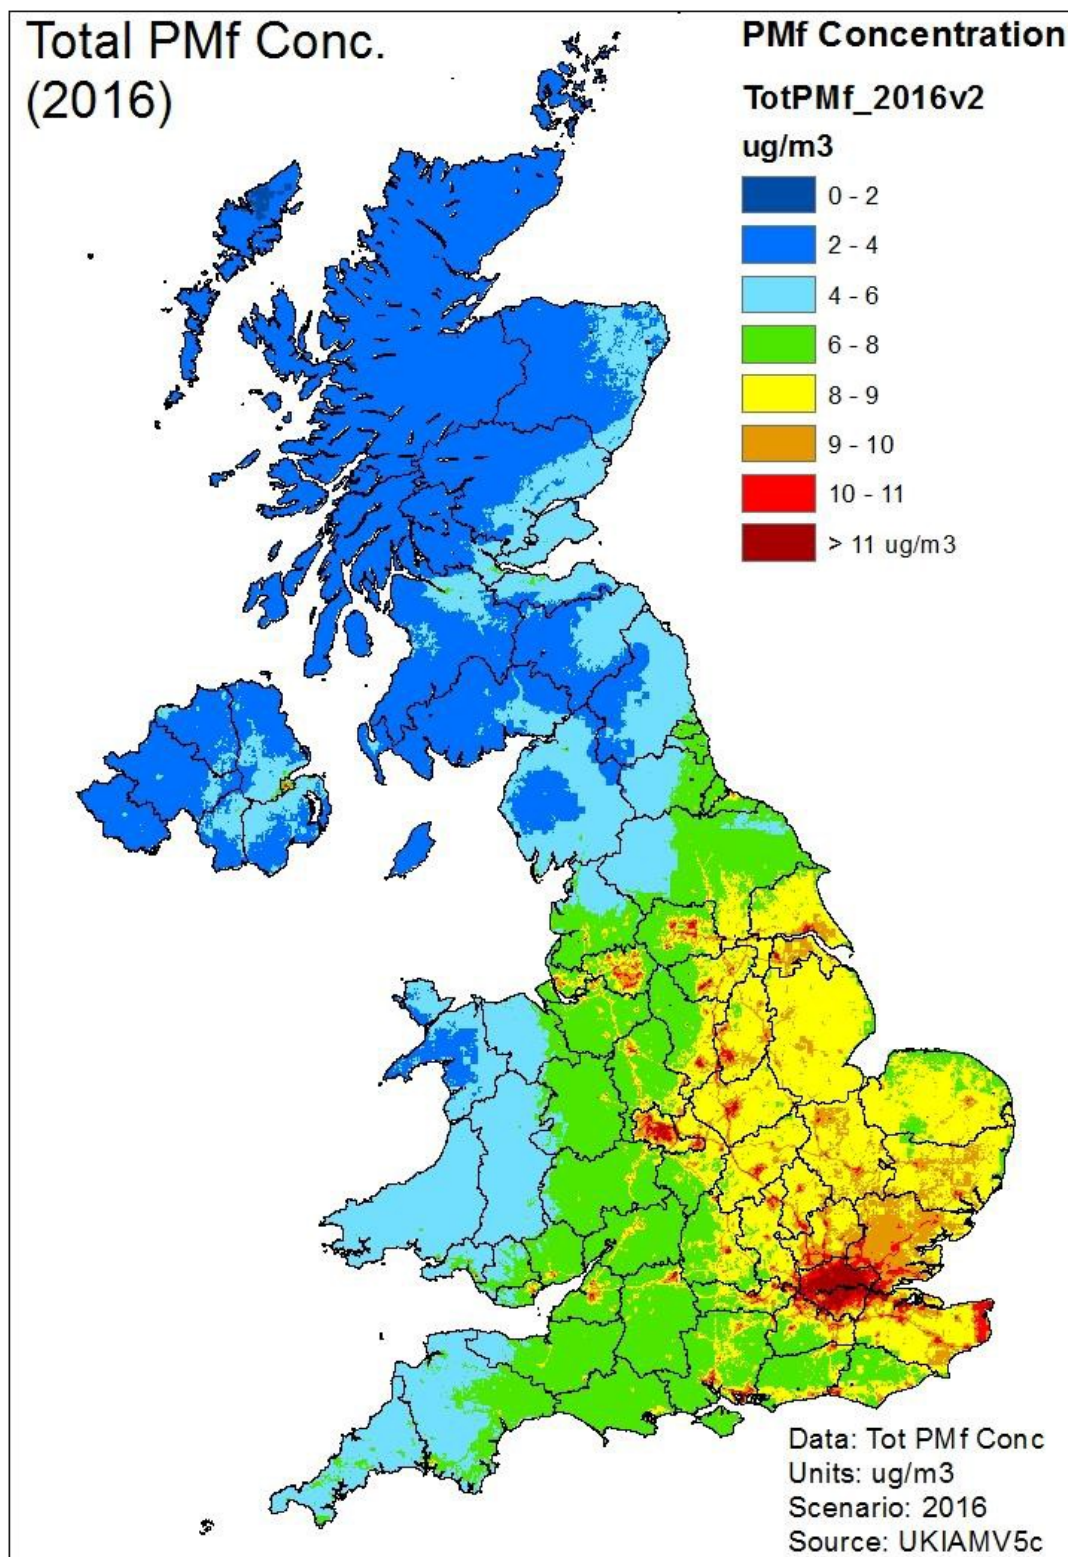 Total PMf Conc.
(2016)
PMf Concentration
TotPMf_2016v2
ug/m3
0 - 2
2 - 4
4 - 6
6 - 8
8 - 9
9 - 10
10 - 11
> 11 ug/m3
Data: Tot PMf Conc
Units: ug/m3
Scenario: 2016
Source: UKIAMV5c